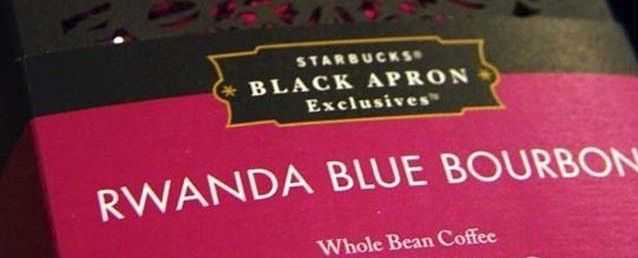 STARBUCKS®
BLACK APRON
Exclusives™
RWANDA BLUE BOURBON
Whole Bean Coffee